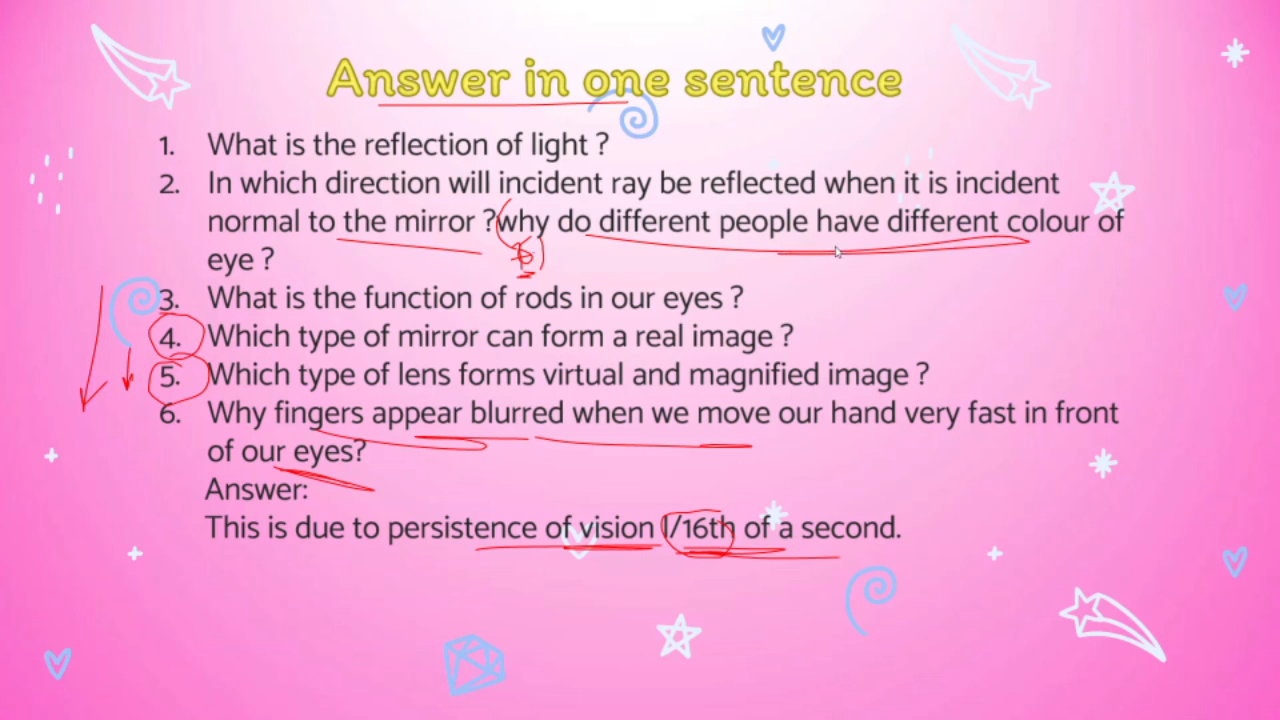 Answer in one sentence
1. What is the reflection of light ?
2. In which direction will incident ray be reflected when it is incident
normal to the mirror ?why do different people have different colour of
eye ?
3. What is the function of rods in our eyes ?
4. Which type of mirror can form a real image ?
5. Which type of lens forms virtual and magnified image ?
6. Why fingers appear blurred when we move our hand very fast in front
of our eyes?
Answer:
This is due to persistence of vision I/16th of a second.